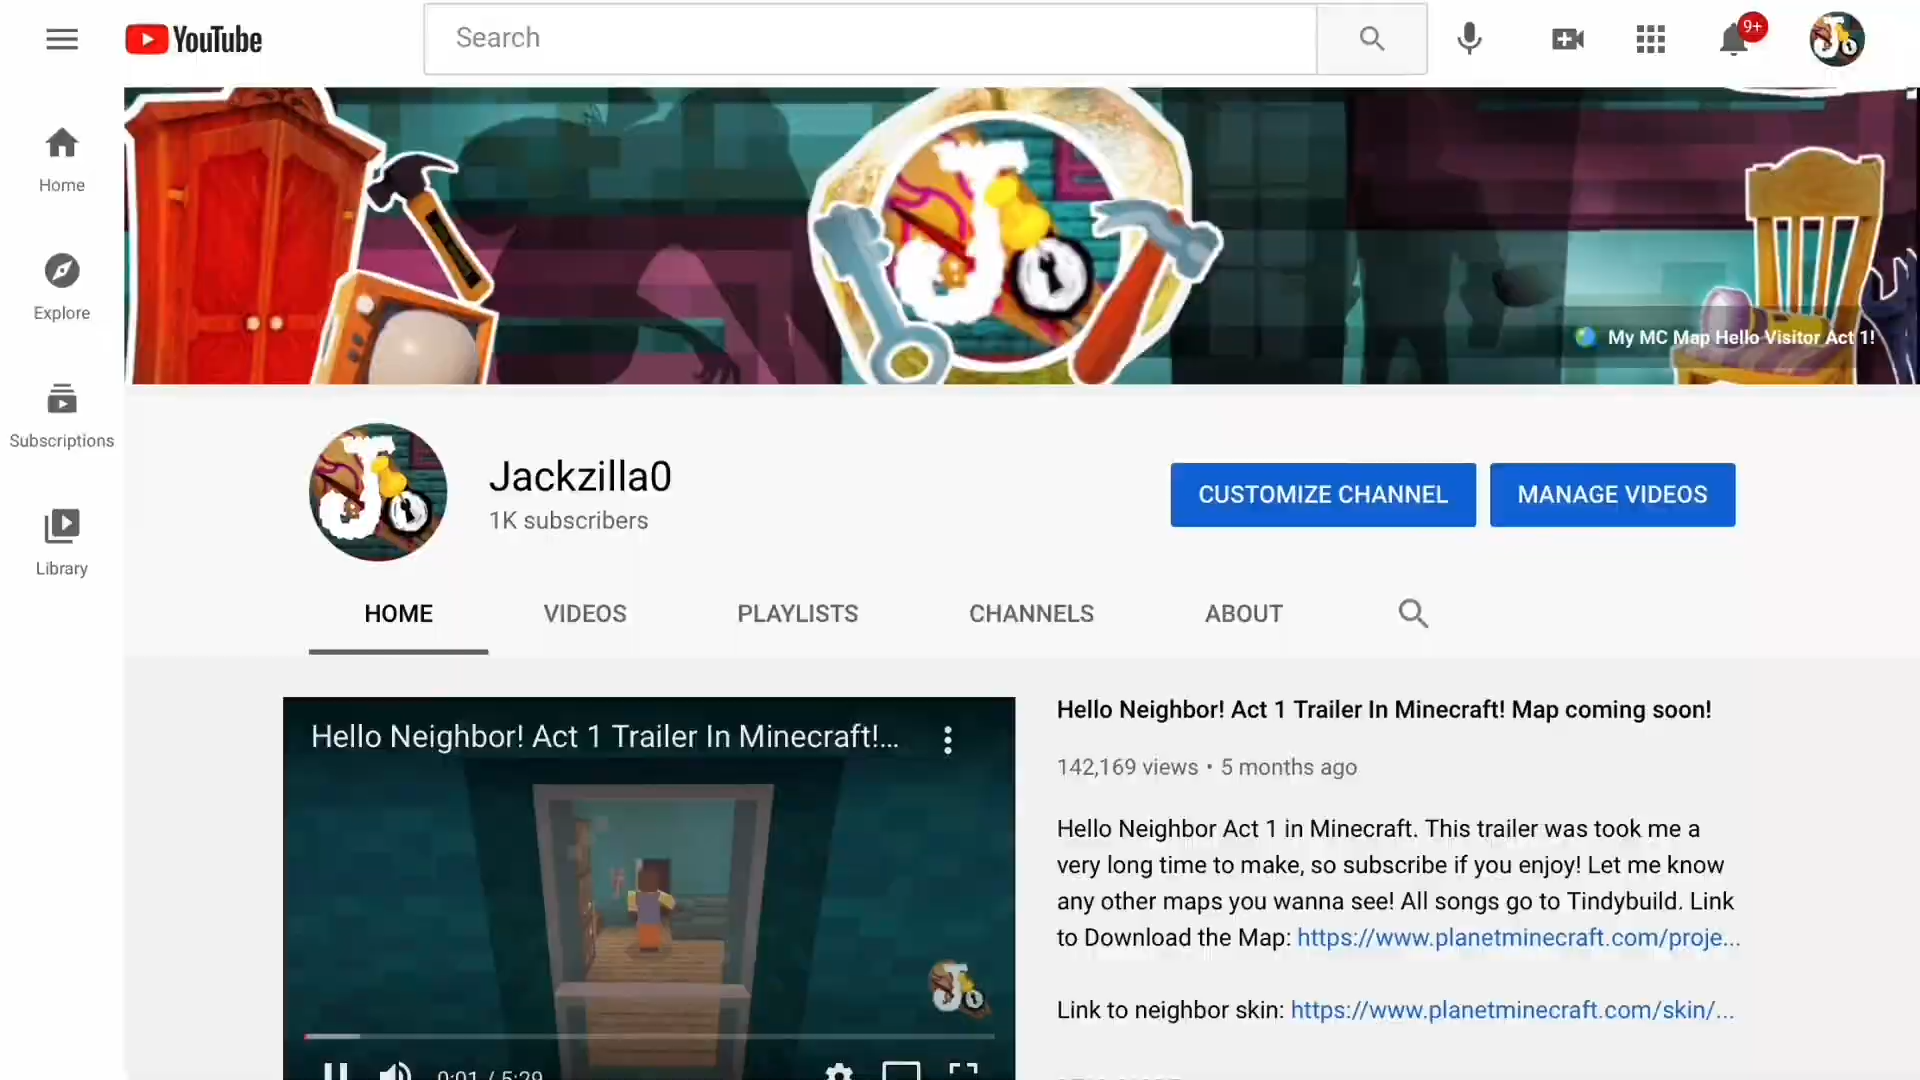 YouTube
Search
9+
Home
Explore
Subscriptions
Library
My MC Map Hello Visitor Act 1!
Jackzilla0
1K subscribers
CUSTOMIZE CHANNEL
MANAGE VIDEOS
HOME
VIDEOS
PLAYLISTS
CHANNELS
ABOUT
Hello Neighbor! Act 1 Trailer In Minecraft!...
0:01 / 5:29
Hello Neighbor! Act 1 Trailer In Minecraft! Map coming soon!
142,169 views • 5 months ago
Hello Neighbor Act 1 in Minecraft. This trailer was took me a
very long time to make, so subscribe if you enjoy! Let me know
any other maps you wanna see! All songs go to Tindybuild. Link
to Download the Map: https://www.planetminecraft.com/proje...
Link to neighbor skin: https://www.planetminecraft.com/skin/...